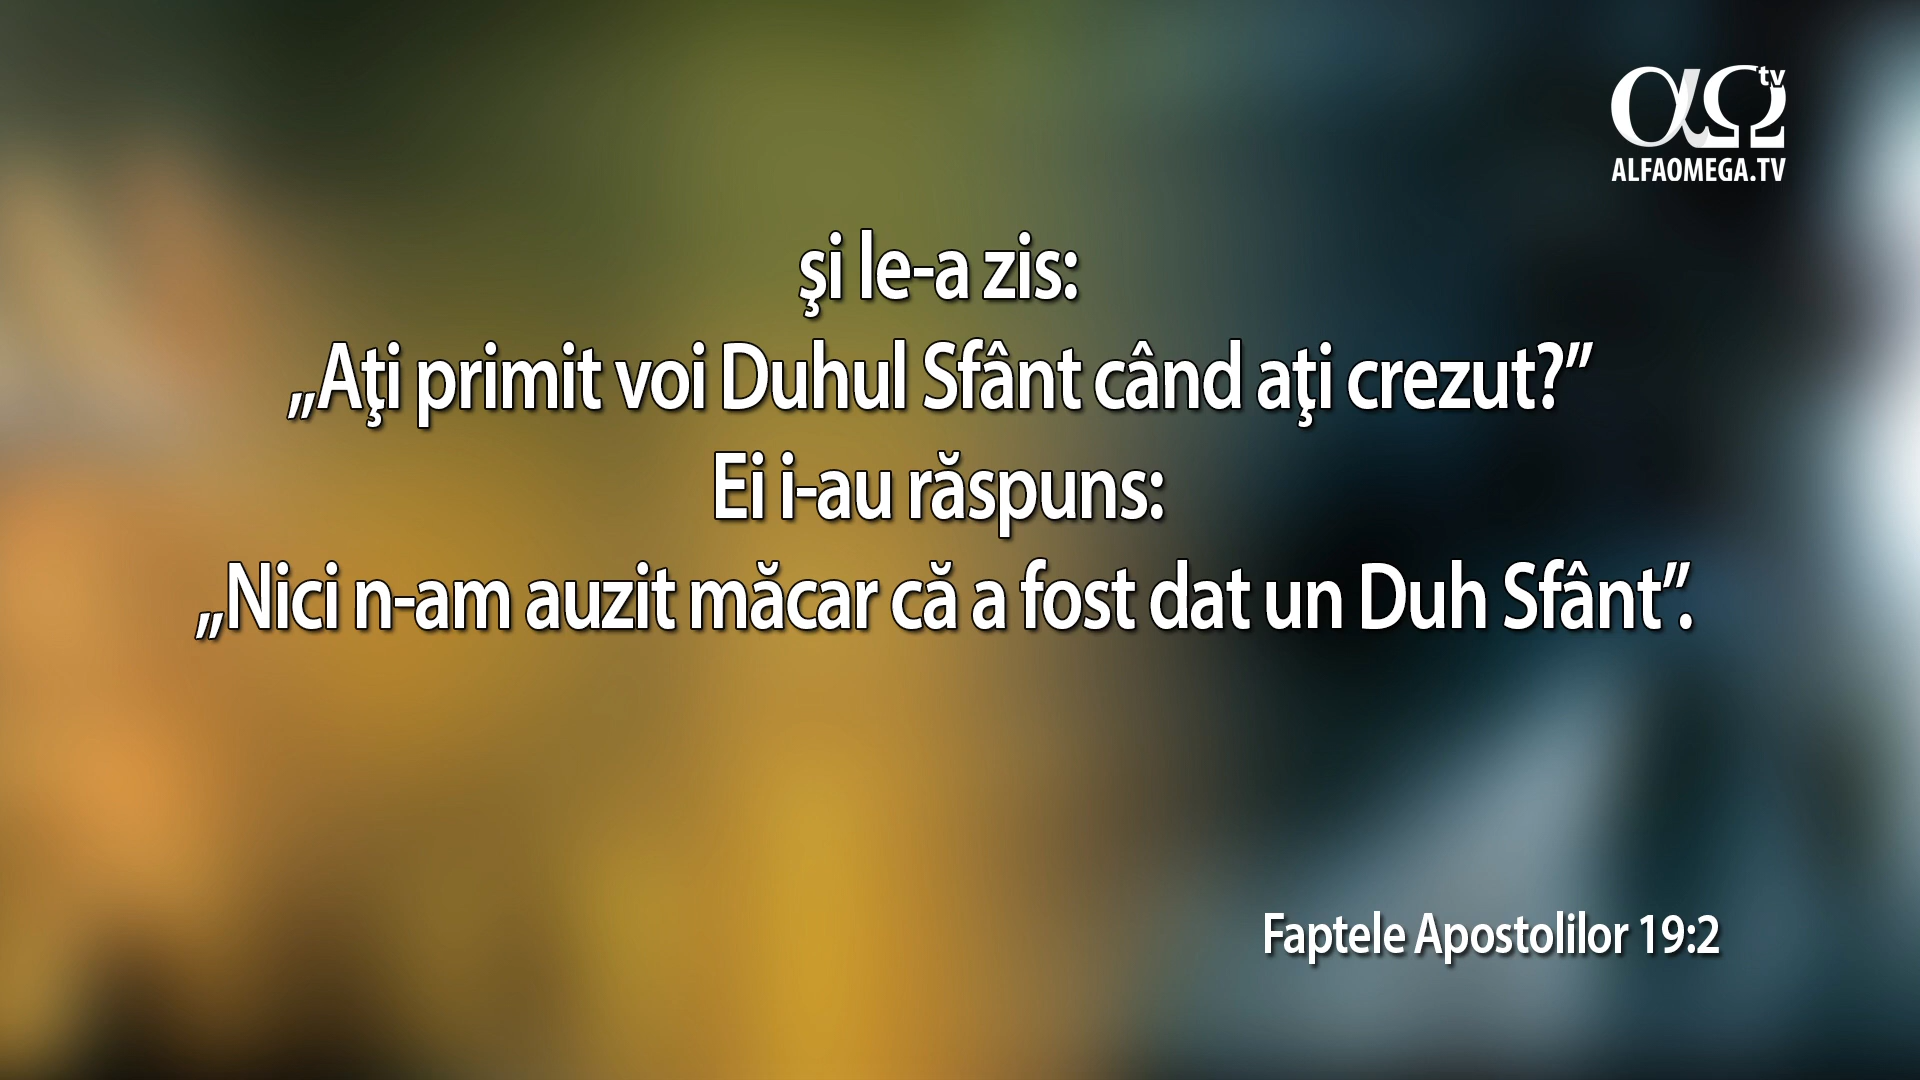 αΩ tv
ALFAOMEGA.TV
şi le-a zis:
„Aţi primit voi Duhul Sfânt când aţi crezut?”
Ei i-au răspuns:
„Nici n-am auzit măcar că a fost dat un Duh Sfânt”.
Faptele Apostolilor 19:2